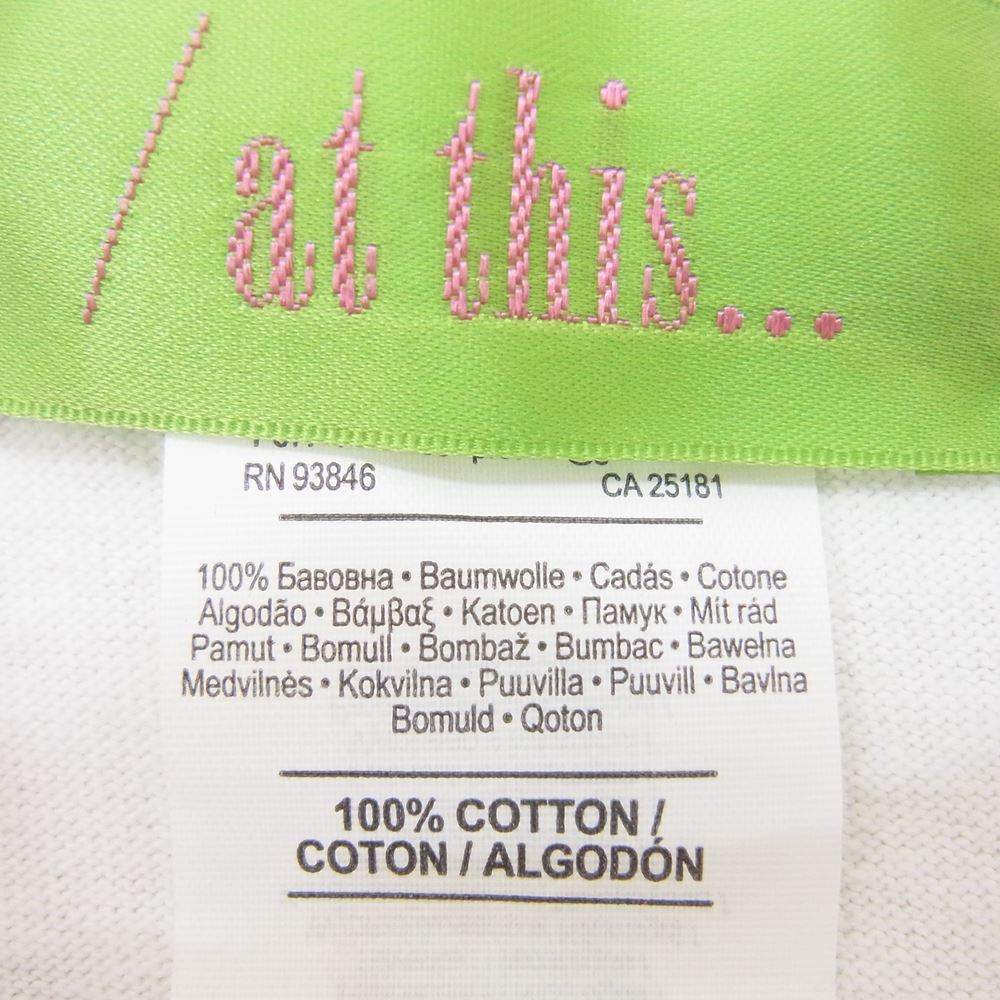 / at this...
RN 93846 CA 25181
100% Бавовна • Baumwolle • Cadás • Cotone
Algodão • Βάμβαξ • Katoen • Памук • Mít rád
Pamut • Bomull • Bombaž • Bumbac • Bawełna
Medvilnės • Kokvilna • Puuvilla • Puuvill • Bavlna
Bomuld • Qoton
100% COTTON /
COTON / ALGODÓN